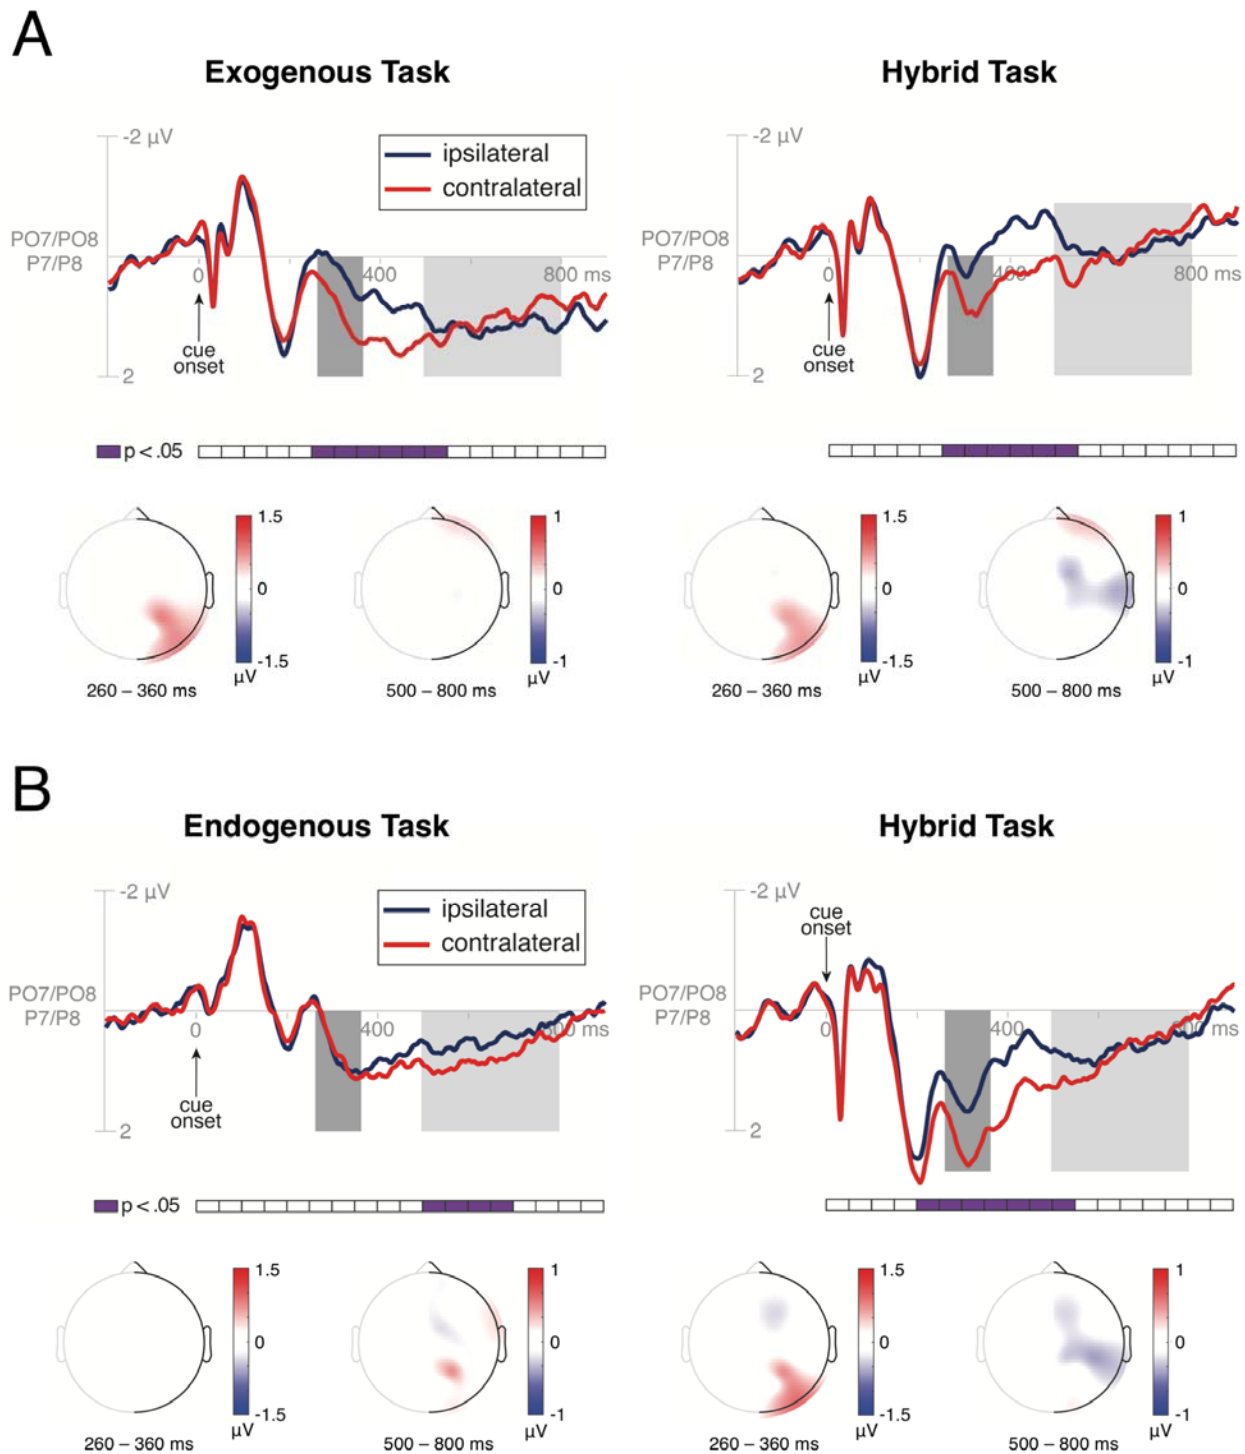 A
Exogenous Task
Hybrid Task
-2 µV
ipsilateral
contralateral
-2 µV
PO7/PO8
P7/P8
0
400
800 ms
PO7/PO8
P7/P8
0
400
800 ms
cue
onset
cue
onset
2
2
p < .05
1.5
0
-1.5
µV
1
0
-1
µV
1.5
0
-1.5
µV
1
0
-1
µV
260 – 360 ms
500 – 800 ms
260 – 360 ms
500 – 800 ms
B
Endogenous Task
Hybrid Task
-2 µV
ipsilateral
contralateral
-2 µV
cue
onset
PO7/PO8
P7/P8
0
400
800 ms
PO7/PO8
P7/P8
0
400
800 ms
cue
onset
2
2
p < .05
1.5
0
-1.5
µV
1
0
-1
µV
1.5
0
-1.5
µV
1
0
-1
µV
260 – 360 ms
500 – 800 ms
260 – 360 ms
500 – 800 ms